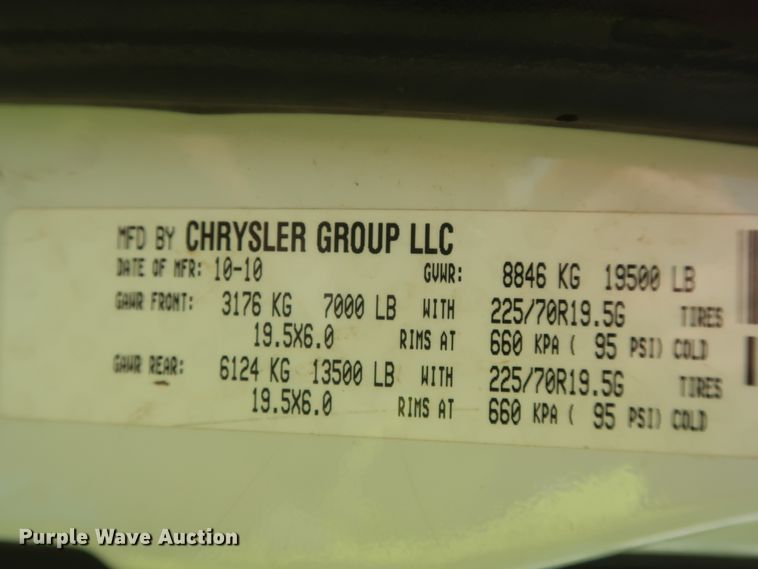 MFD BY CHRYSLER GROUP LLC
DATE OF MFR: 10-10 GVWR: 8846 KG 19500 LB
GAWR FRONT: 3176 KG 7000 LB WITH 225/70R19.5G TIRES
19.5X6.0 RIMS AT 660 KPA ( 95 PSI) COLD
GAWR REAR: 6124 KG 13500 LB WITH 225/70R19.5G TIRES
19.5X6.0 RIMS AT 660 KPA ( 95 PSI) COLD
Purple Wave Auction